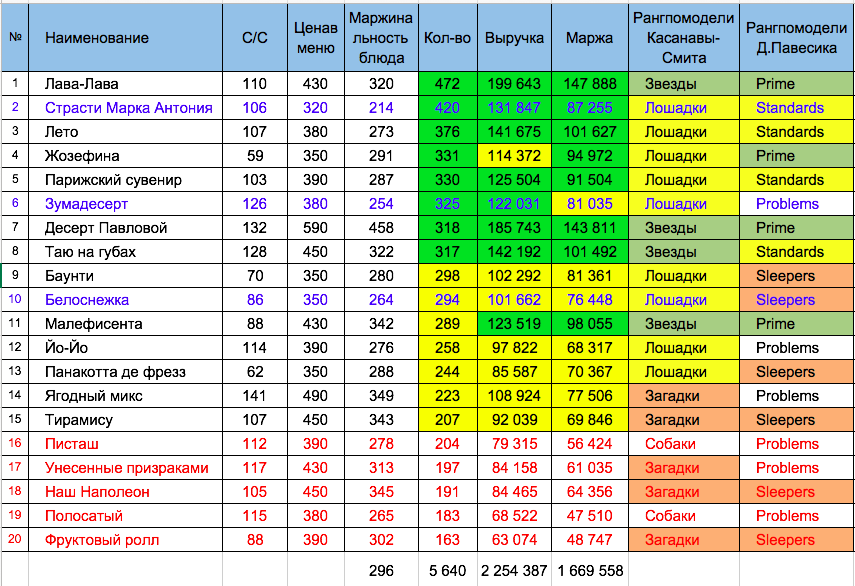 № Наименование С/С Ценав меню Маржинальность блюда Кол-во Выручка Маржа Рангпомодели Касанавы-Смита Рангпомодели Д.Павесика
1 Лава-Лава 110 430 320 472 199 643 147 888 Звезды Prime
2 Страсти Марка Антония 106 320 214 420 131 847 87 255 Лошадки Standards
3 Лето 107 380 273 376 141 675 101 627 Лошадки Standards
4 Жозефина 59 350 291 331 114 372 94 972 Лошадки Prime
5 Парижский сувенир 103 390 287 330 125 504 91 504 Лошадки Standards
6 Зумадесерт 126 380 254 325 122 031 81 035 Лошадки Problems
7 Десерт Павловой 132 590 458 318 185 743 143 811 Звезды Prime
8 Таю на губах 128 450 322 317 142 192 101 492 Звезды Standards
9 Баунти 70 350 280 298 102 292 81 361 Лошадки Sleepers
10 Белоснежка 86 350 264 294 101 662 76 448 Лошадки Sleepers
11 Малефисента 88 430 342 289 123 519 98 055 Звезды Prime
12 Йо-Йо 114 390 276 258 97 822 68 317 Лошадки Problems
13 Панакотта де фрезз 62 350 288 244 85 587 70 367 Лошадки Sleepers
14 Ягодный микс 141 490 349 223 108 924 77 506 Загадки Problems
15 Тирамису 107 450 343 207 92 039 69 846 Загадки Sleepers
16 Писташ 112 390 278 204 79 315 56 424 Собаки Problems
17 Унесенные призраками 117 430 313 197 84 158 61 035 Загадки Problems
18 Наш Наполеон 105 450 345 191 84 465 64 356 Загадки Sleepers
19 Полосатый 115 380 265 183 68 522 47 510 Собаки Problems
20 Фруктовый ролл 88 390 302 163 63 074 48 747 Загадки Sleepers
296 5 640 2 254 387 1 669 558